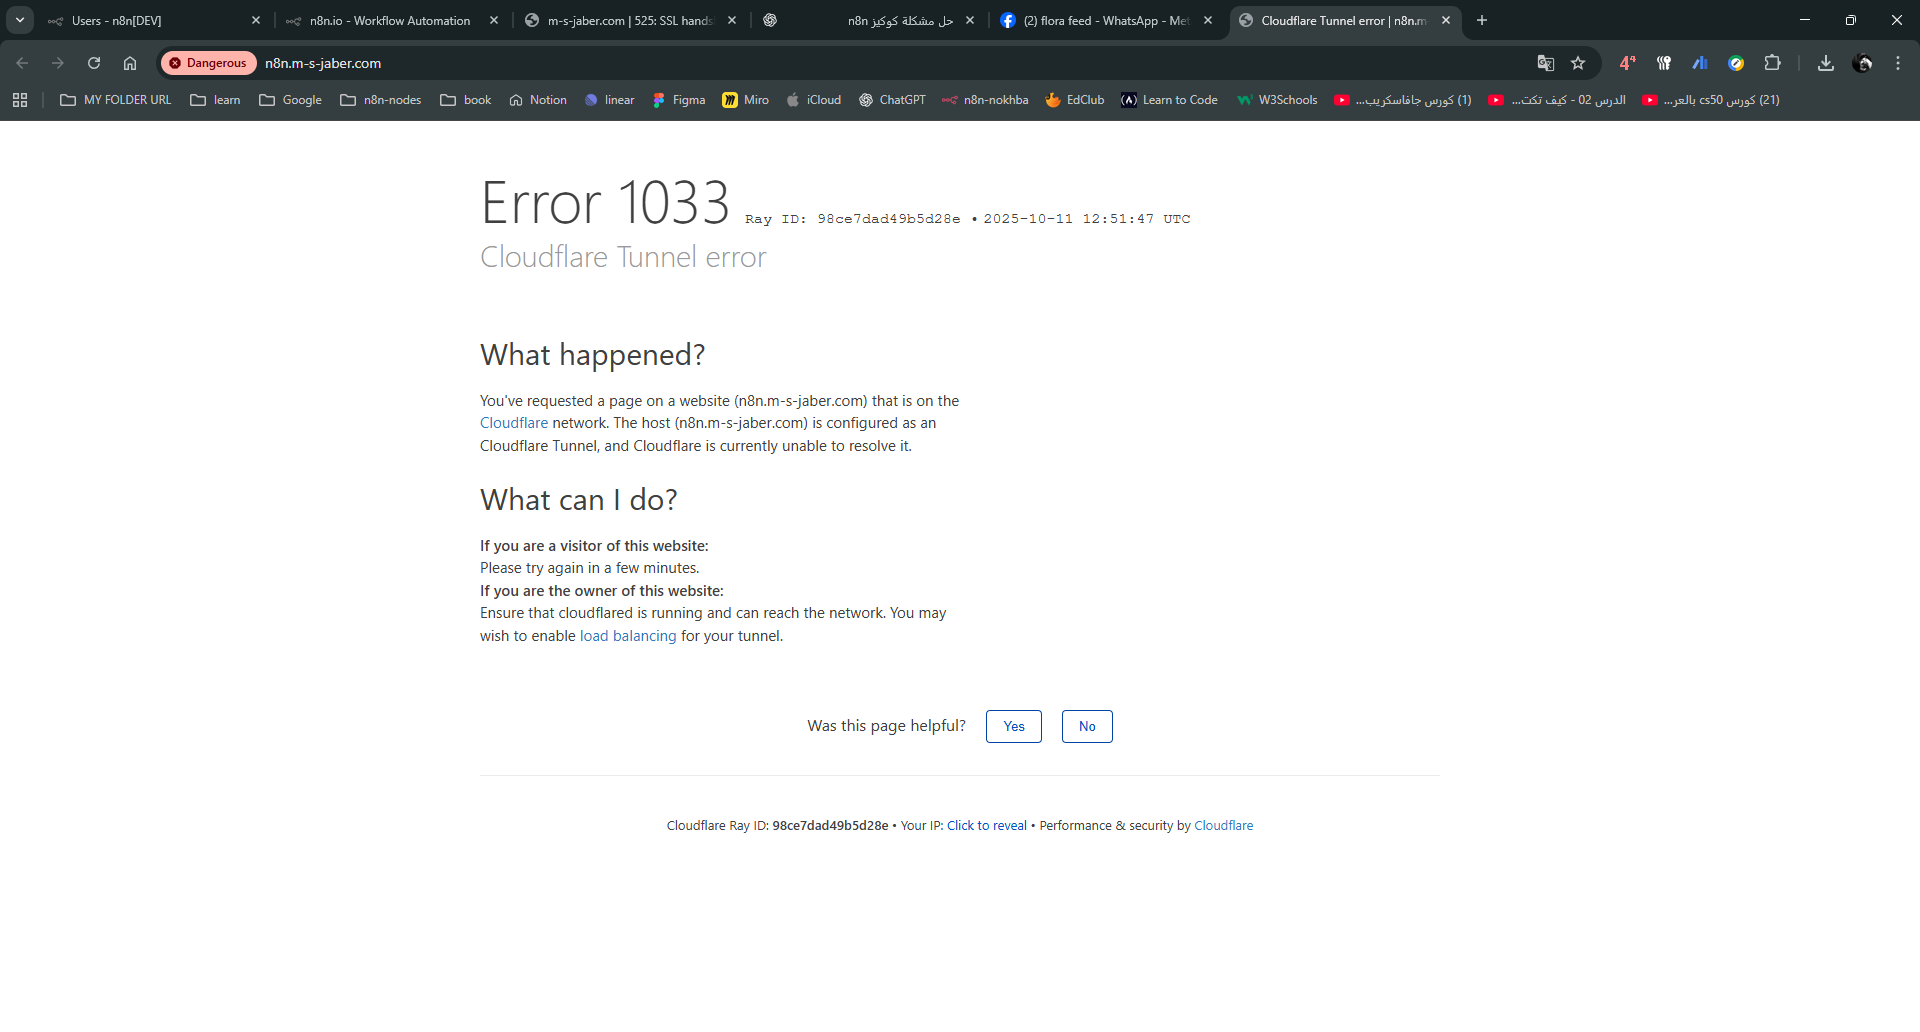 Users - n8n[DEV]
n8n.io - Workflow Automation
m-s-jaber.com | 525: SSL hands
حل مشكلة كوكيز n8n
(2) flora feed - WhatsApp - Met
Cloudflare Tunnel error | n8n.m
Dangerous
n8n.m-s-jaber.com
4⁴
MY FOLDER URL
learn
Google
n8n-nodes
book
Notion
linear
Figma
Miro
iCloud
ChatGPT
n8n-nokhba
EdClub
Learn to Code
W3Schools
(1) كورس جافاسكريب...
الدرس 02 - كيف تكت...
(21) كورس cs50 بالعر...
Error 1033 Ray ID: 98ce7dad49b5d28e • 2025-10-11 12:51:47 UTC
Cloudflare Tunnel error
What happened?
You've requested a page on a website (n8n.m-s-jaber.com) that is on the
Cloudflare network. The host (n8n.m-s-jaber.com) is configured as an
Cloudflare Tunnel, and Cloudflare is currently unable to resolve it.
What can I do?
If you are a visitor of this website:
Please try again in a few minutes.
If you are the owner of this website:
Ensure that cloudflared is running and can reach the network. You may
wish to enable load balancing for your tunnel.
Was this page helpful? Yes No
Cloudflare Ray ID: 98ce7dad49b5d28e • Your IP: Click to reveal • Performance & security by Cloudflare